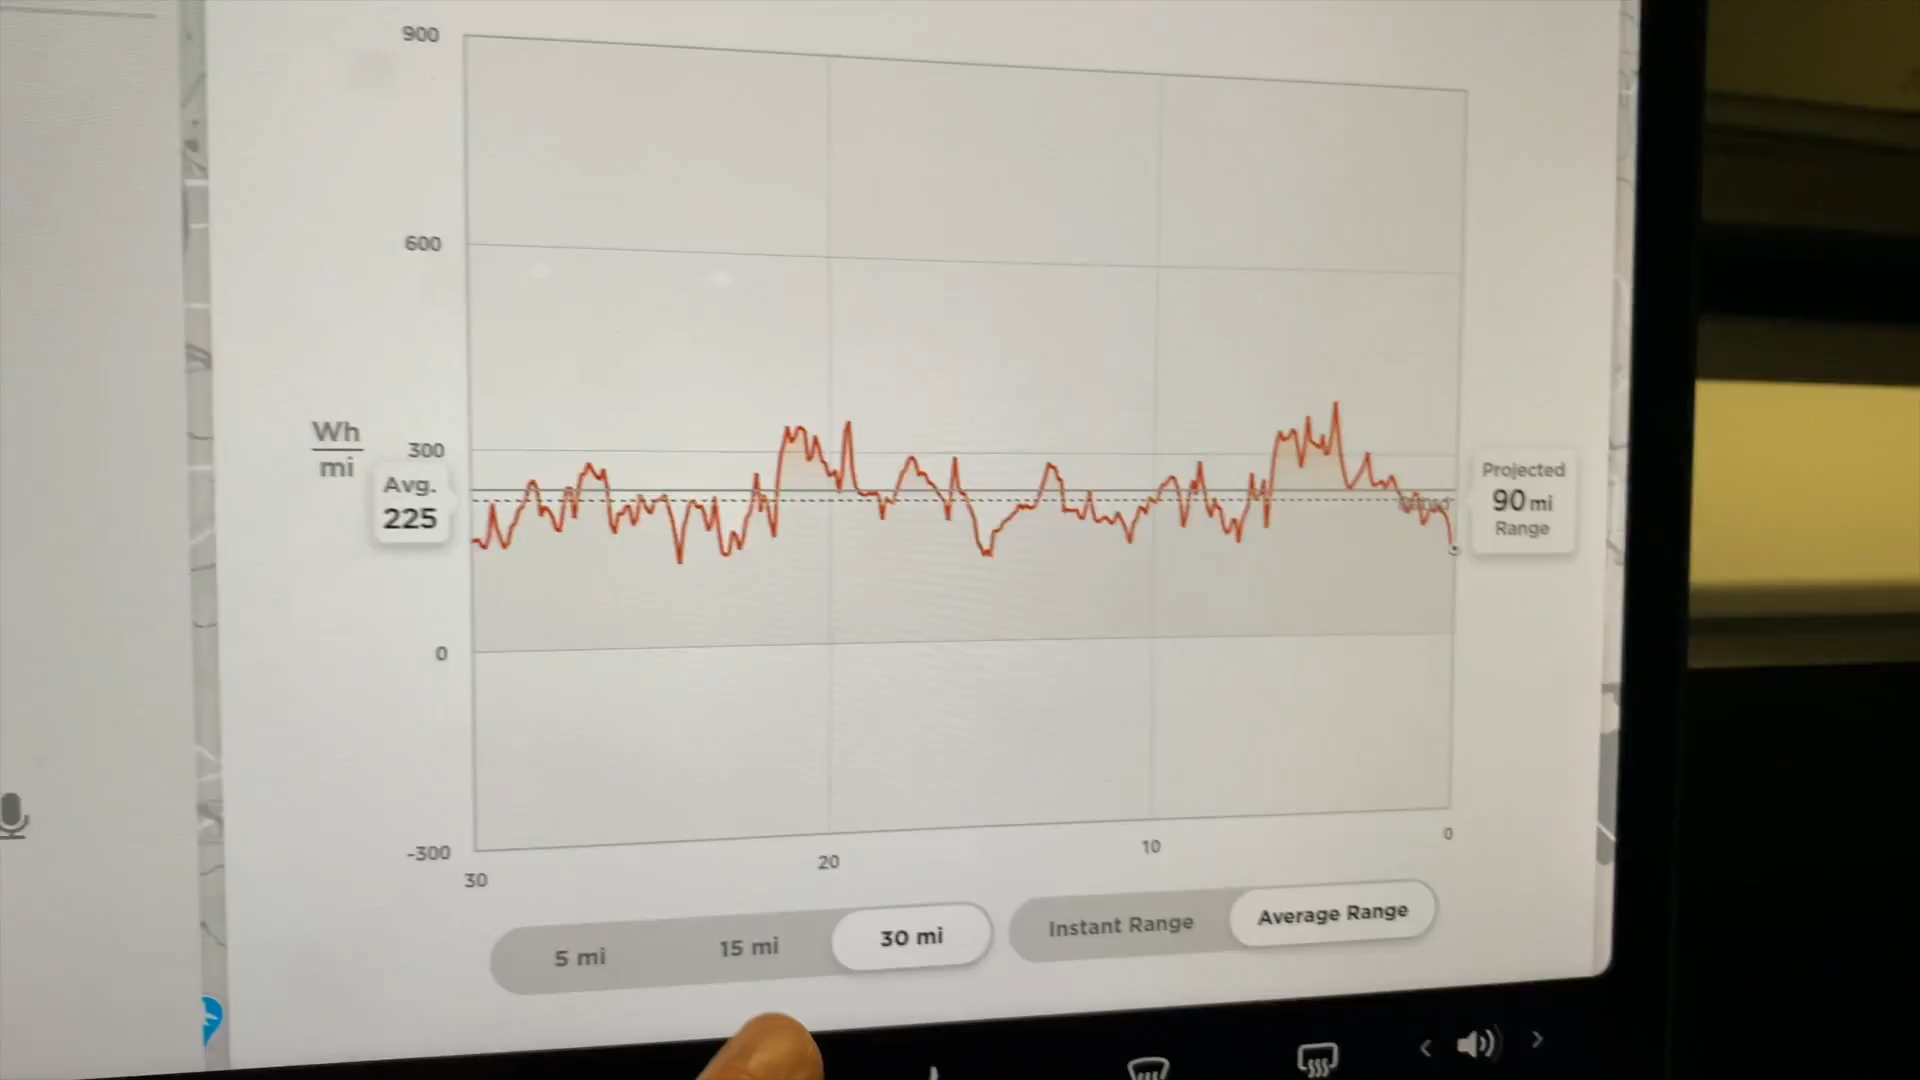 900
600
300
0
-300
Wh
mi
Avg.
225
Projected
90 mi
Range
30
20
10
0
5 mi
15 mi
30 mi
Instant Range
Average Range